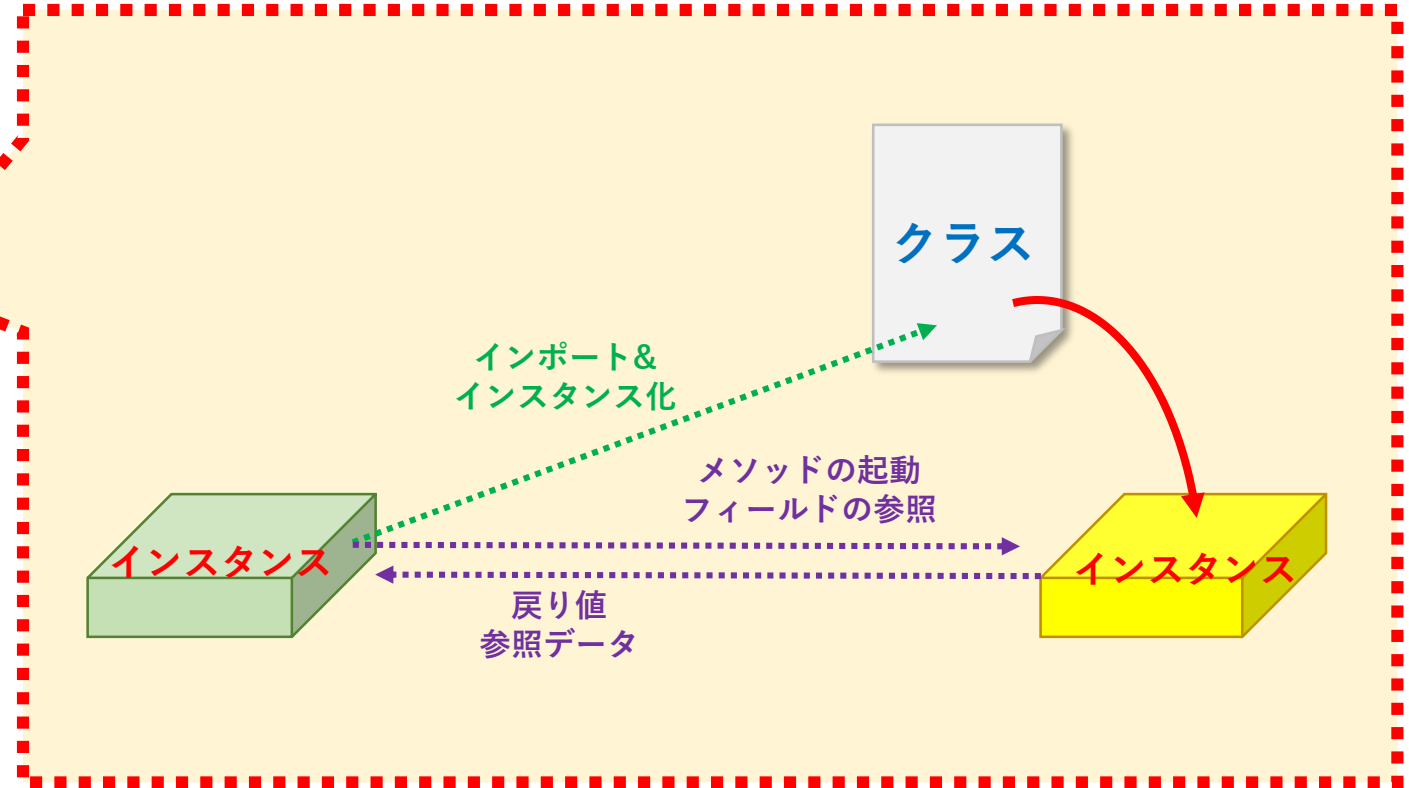 クラス
インポート&
インスタンス化
メソッドの起動
フィールドの参照
インスタンス
インスタンス
戻り値
参照データ